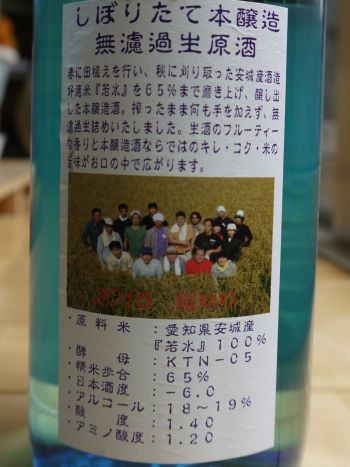 しぼりたて本醸造
無濾過生原酒
春に田植えを行い、秋に刈り取った安城産酒造
好適米『若水』を65%まで磨き上げ、醸し出し
た本醸造酒。搾ったまま何も手を加えず、無
濾過生詰めいたしました。生酒のフルーティー
な香りと本醸造酒ならではのキレ・コク・米の
旨味がお口の中で広がります。
2015 稲刈り
・原料米:愛知県安城産
『若水』100%
・酵母:KTN-05
・精米歩合:65%
・日本酒度:-6.0
・アルコール:18~19%
・酸度:1.40
・アミノ酸度:1.20